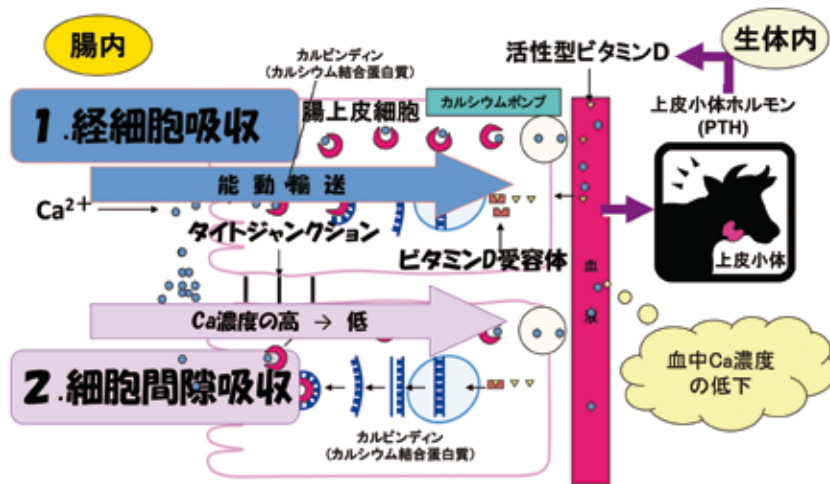 腸内
カルビンディン
(カルシウム結合蛋白質)
活性型ビタミンD
生体内
1.経細胞吸収
腸上皮細胞
カルシウムポンプ
上皮小体ホルモン
(PTH)
能動輸送
Ca²⁺
タイトジャンクション
ビタミンD受容体
血
上皮小体
Ca濃度の高 → 低
液
2.細胞間隙吸収
血中Ca濃度
の低下
カルビンディン
(カルシウム結合蛋白質)